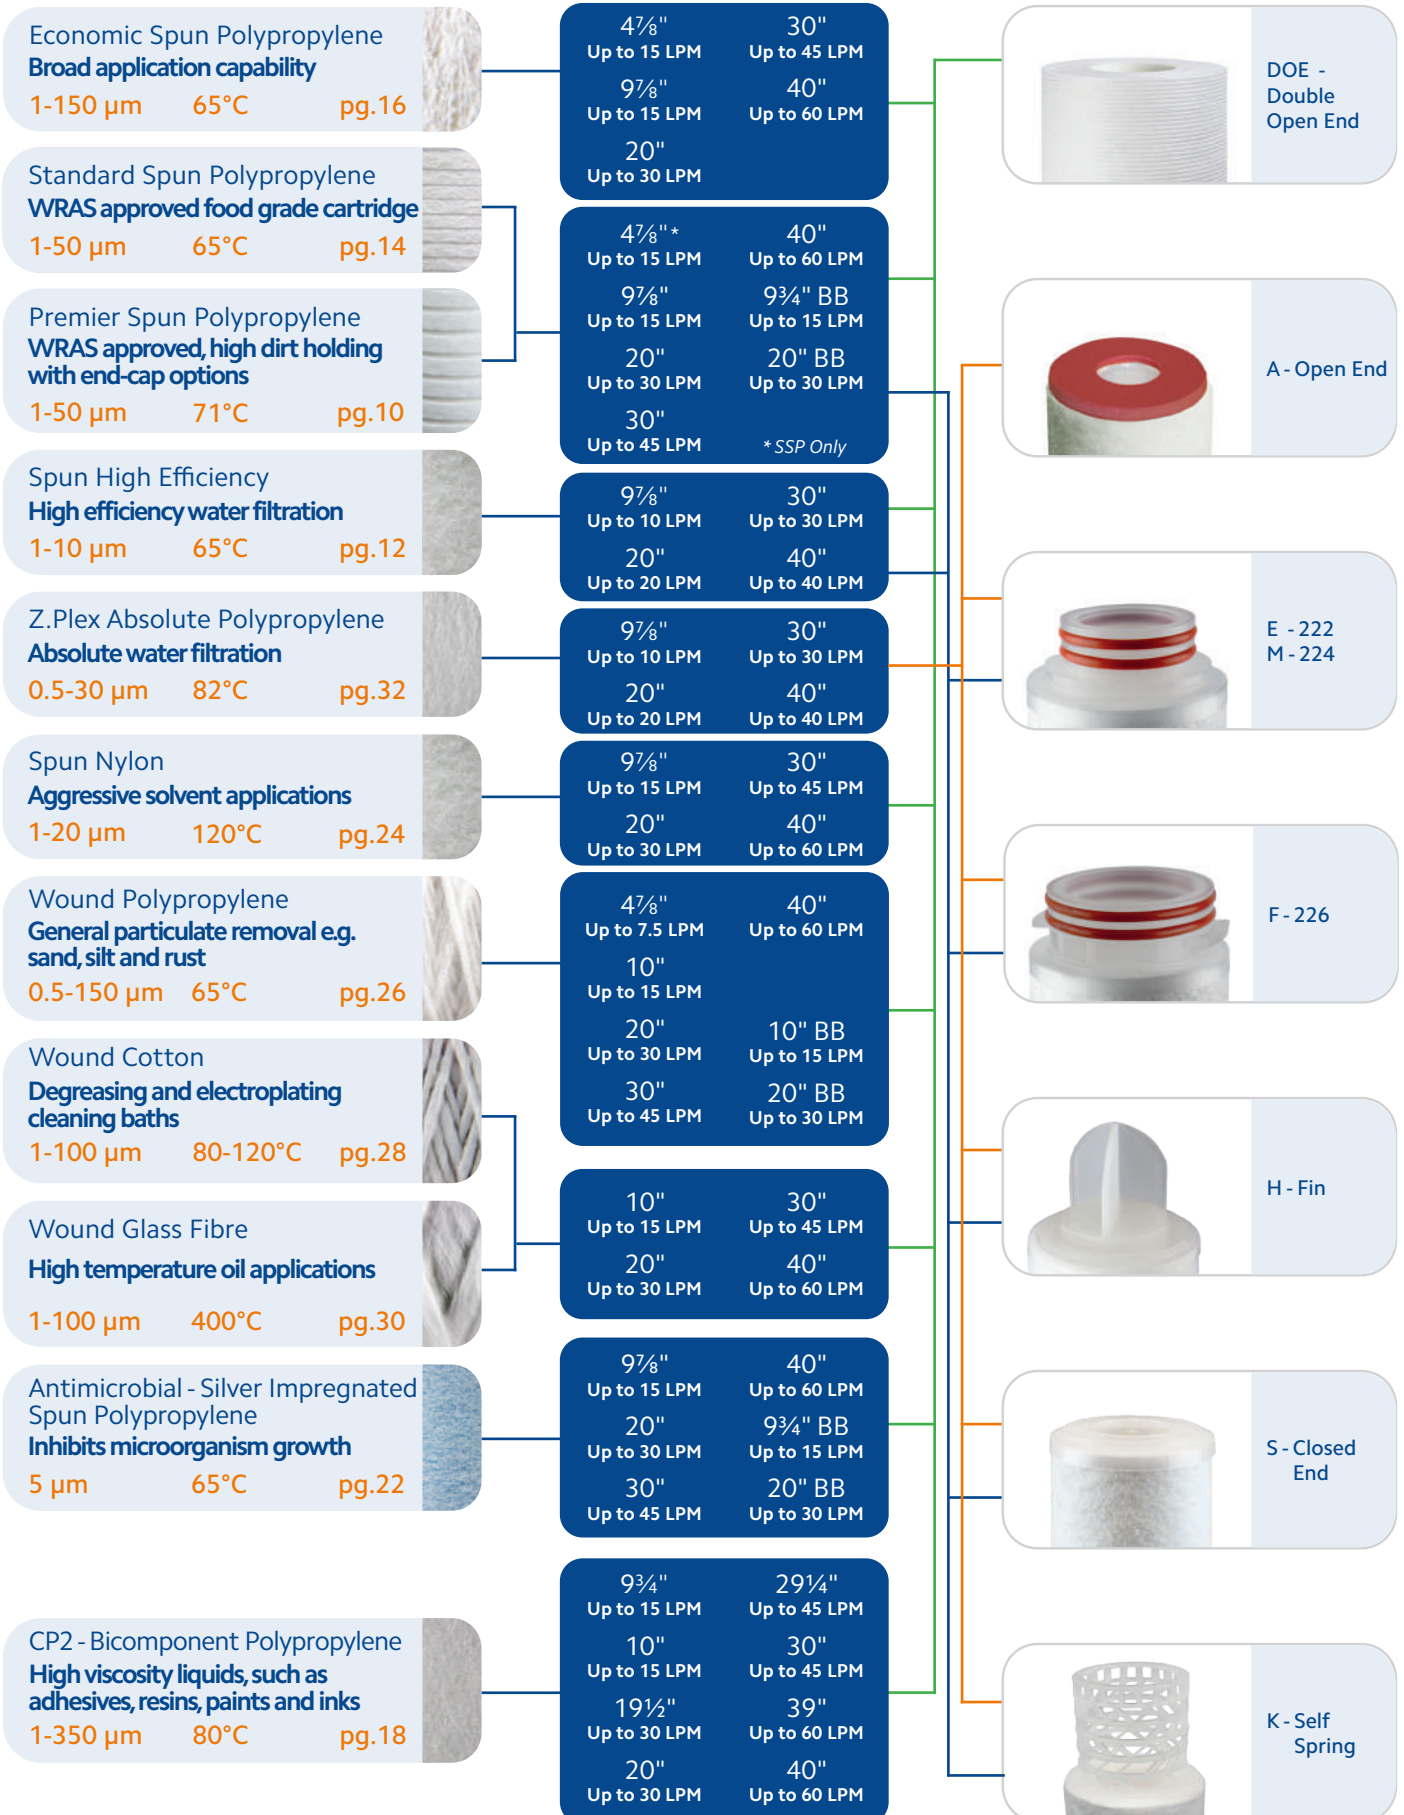 Economic Spun Polypropylene
Broad application capability
1-150 µm 65°C pg.16
Standard Spun Polypropylene
WRAS approved food grade cartridge
1-50 µm 65°C pg.14
Premier Spun Polypropylene
WRAS approved, high dirt holding
with end-cap options
1-50 µm 71°C pg.10
Spun High Efficiency
High efficiency water filtration
1-10 µm 65°C pg.12
Z.Plex Absolute Polypropylene
Absolute water filtration
0.5-30 µm 82°C pg.32
Spun Nylon
Aggressive solvent applications
1-20 µm 120°C pg.24
Wound Polypropylene
General particulate removal e.g.
sand, silt and rust
0.5-150 µm 65°C pg.26
Wound Cotton
Degreasing and electroplating
cleaning baths
1-100 µm 80-120°C pg.28
Wound Glass Fibre
High temperature oil applications
1-100 µm 400°C pg.30
Antimicrobial - Silver Impregnated
Spun Polypropylene
Inhibits microorganism growth
5 µm 65°C pg.22
CP2 - Bicomponent Polypropylene
High viscosity liquids, such as
adhesives, resins, paints and inks
1-350 µm 80°C pg.18
4⅞" 30"
Up to 15 LPM Up to 45 LPM
9⅞" 40"
Up to 15 LPM Up to 60 LPM
20"
Up to 30 LPM
4⅞"* 40"
Up to 15 LPM Up to 60 LPM
9⅞" 9¾" BB
Up to 15 LPM Up to 15 LPM
20" 20" BB
Up to 30 LPM Up to 30 LPM
30"
Up to 45 LPM * SSP Only
9⅞" 30"
Up to 10 LPM Up to 30 LPM
20" 40"
Up to 20 LPM Up to 40 LPM
9⅞" 30"
Up to 10 LPM Up to 30 LPM
20" 40"
Up to 20 LPM Up to 40 LPM
9⅞" 30"
Up to 15 LPM Up to 45 LPM
20" 40"
Up to 30 LPM Up to 60 LPM
4⅞" 40"
Up to 7.5 LPM Up to 60 LPM
10"
Up to 15 LPM
20" 10" BB
Up to 30 LPM Up to 15 LPM
30" 20" BB
Up to 45 LPM Up to 30 LPM
10" 30"
Up to 15 LPM Up to 45 LPM
20" 40"
Up to 30 LPM Up to 60 LPM
9⅞" 40"
Up to 15 LPM Up to 60 LPM
20" 9¾" BB
Up to 30 LPM Up to 15 LPM
30" 20" BB
Up to 45 LPM Up to 30 LPM
9¾" 29¼"
Up to 15 LPM Up to 45 LPM
10" 30"
Up to 15 LPM Up to 45 LPM
19½" 39"
Up to 30 LPM Up to 60 LPM
20" 40"
Up to 30 LPM Up to 60 LPM
DOE -
Double
Open End
A - Open End
E - 222
M - 224
F - 226
H - Fin
S - Closed
End
K - Self
Spring